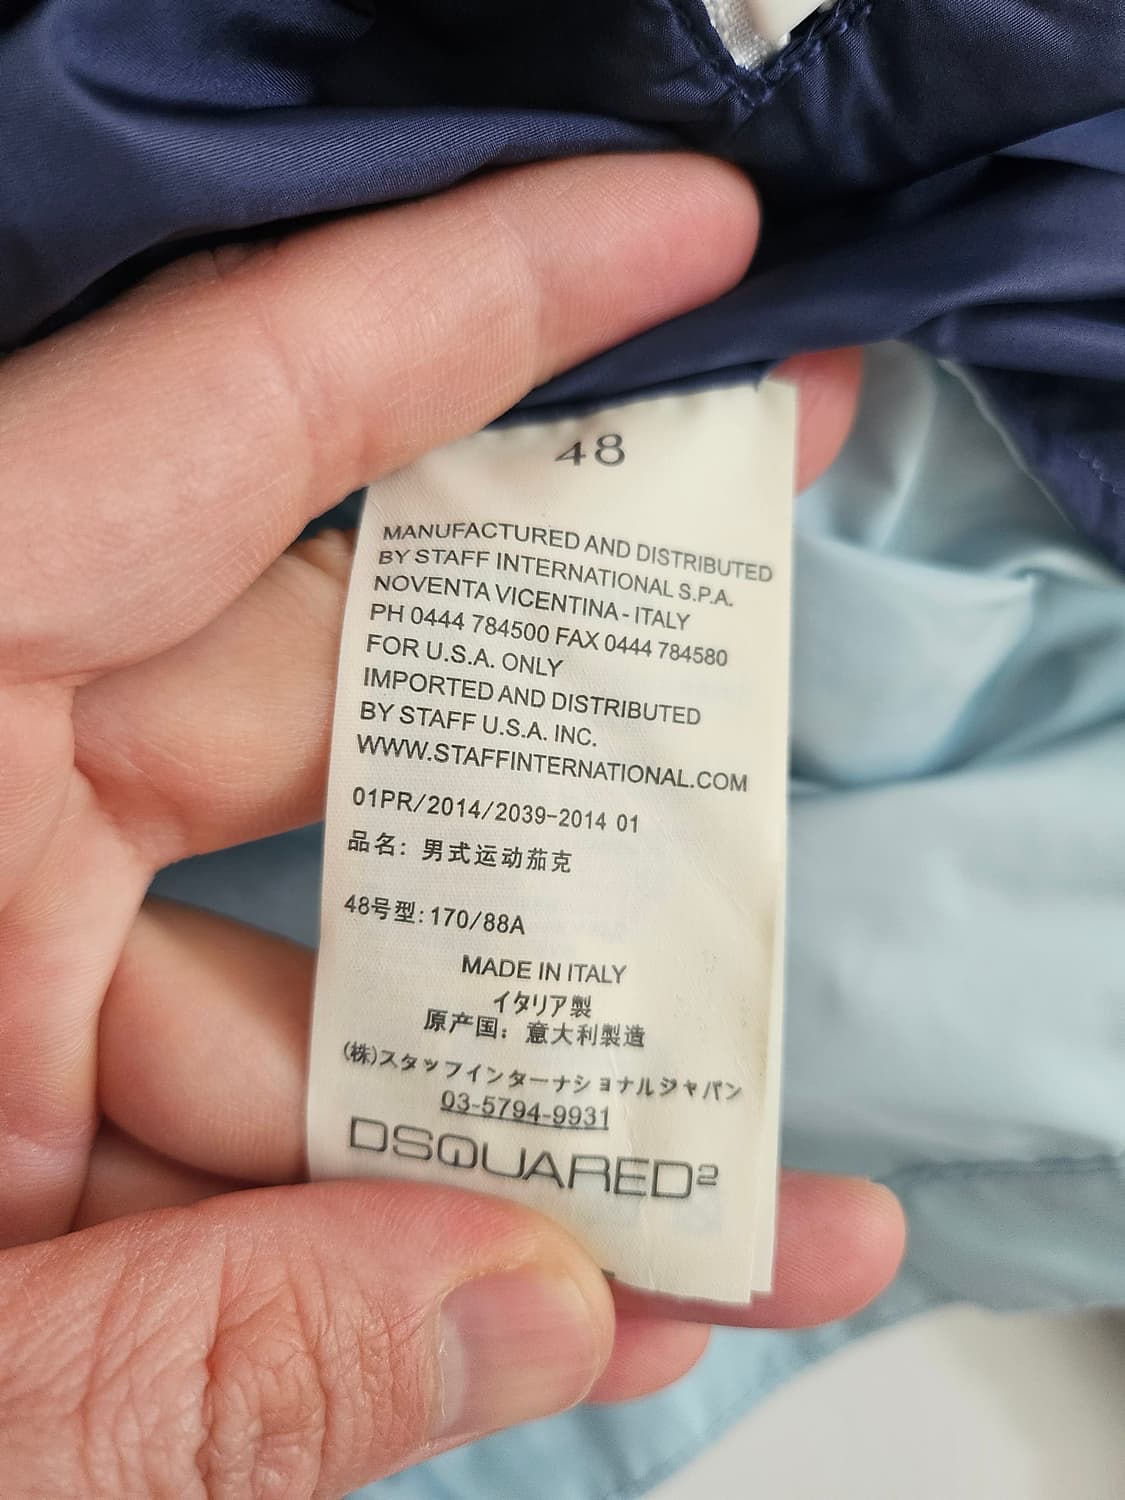 48
MANUFACTURED AND DISTRIBUTED
BY STAFF INTERNATIONAL S.P.A.
NOVENTA VICENTINA - ITALY
PH 0444 784500 FAX 0444 784580
FOR U.S.A. ONLY
IMPORTED AND DISTRIBUTED
BY STAFF U.S.A. INC.
WWW.STAFFINTERNATIONAL.COM
01PR/2014/2039-2014 01
品名: 男式运动茄克
48号型: 170/88A
MADE IN ITALY
イタリア製
原产国: 意大利製造
(株)スタッフインターナショナルジャパン
03-5794-9931
DSQUARED2